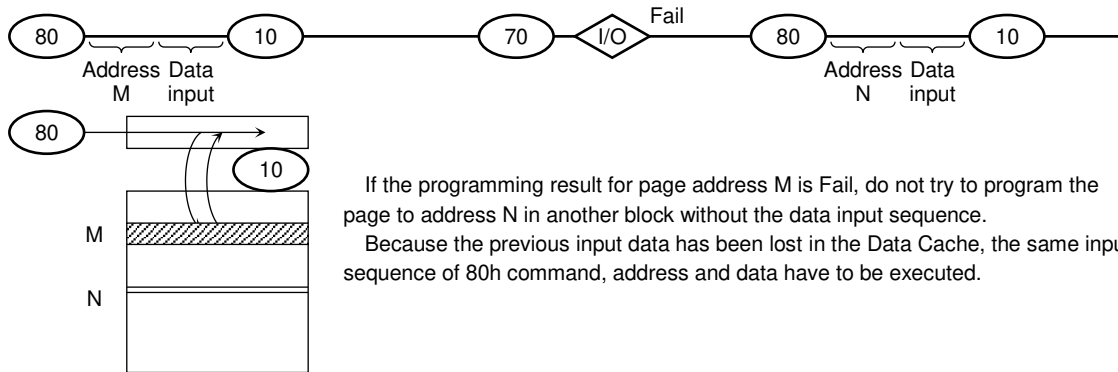 Fail
80 10 70 I/O 80 10
Address Data Address Data
M input N input
80
10
If the programming result for page address M is Fail, do not try to program the
page to address N in another block without the data input sequence.
M
Because the previous input data has been lost in the Data Cache, the same inpu
sequence of 80h command, address and data have to be executed.
N